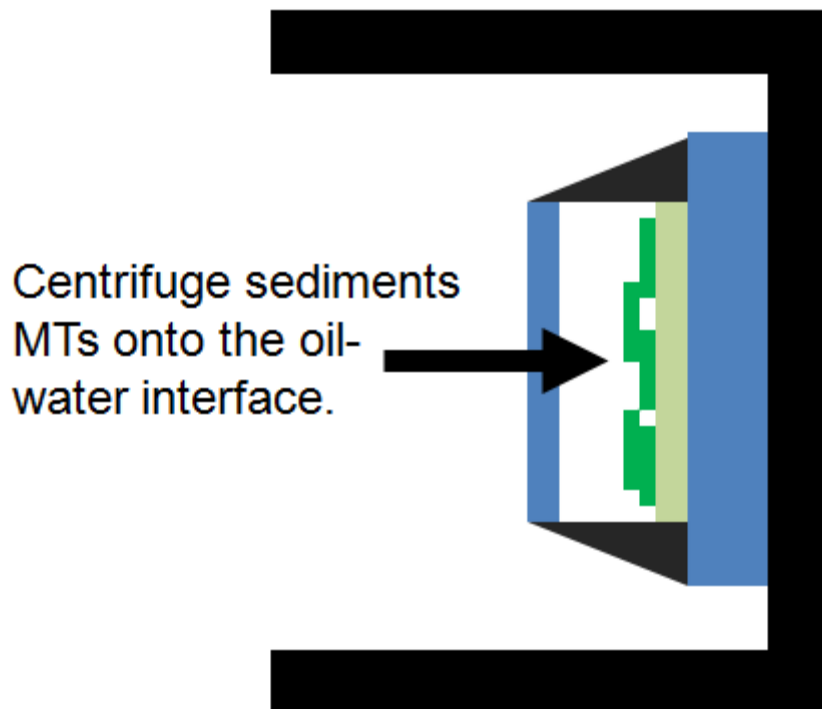 Centrifuge sediments
MTs onto the oil-
water interface.